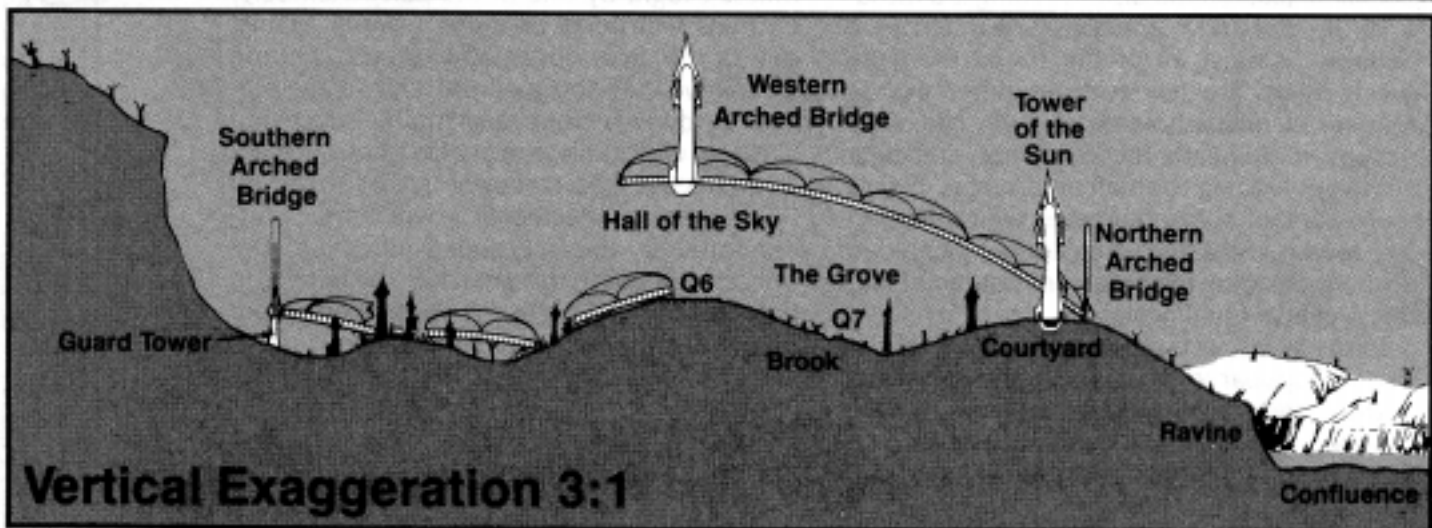 Southern
Arched
Bridge
Western
Arched Bridge
Tower
of the
Sun
Hall of the Sky
Northern
Arched
Bridge
The Grove
Q6
3
Q7
Guard Tower
Brook
Courtyard
Ravine
Vertical Exaggeration 3:1
Confluence